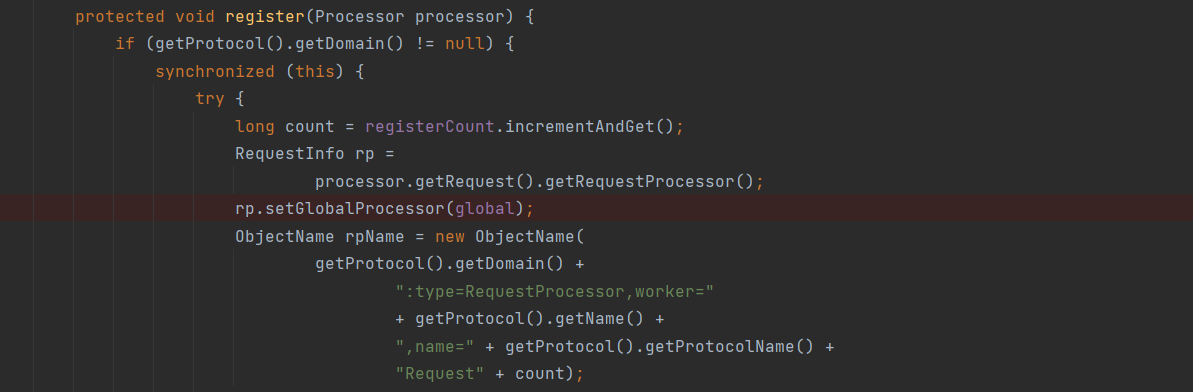 protected void register(Processor processor) {
if (getProtocol().getDomain() != null) {
synchronized (this) {
try {
long count = registerCount.incrementAndGet();
RequestInfo rp =
processor.getRequest().getRequestProcessor();
rp.setGlobalProcessor(global);
ObjectName rpName = new ObjectName(
getProtocol().getDomain() +
":type=RequestProcessor,worker="
+ getProtocol().getName() +
",name=" + getProtocol().getProtocolName() +
"Request" + count);